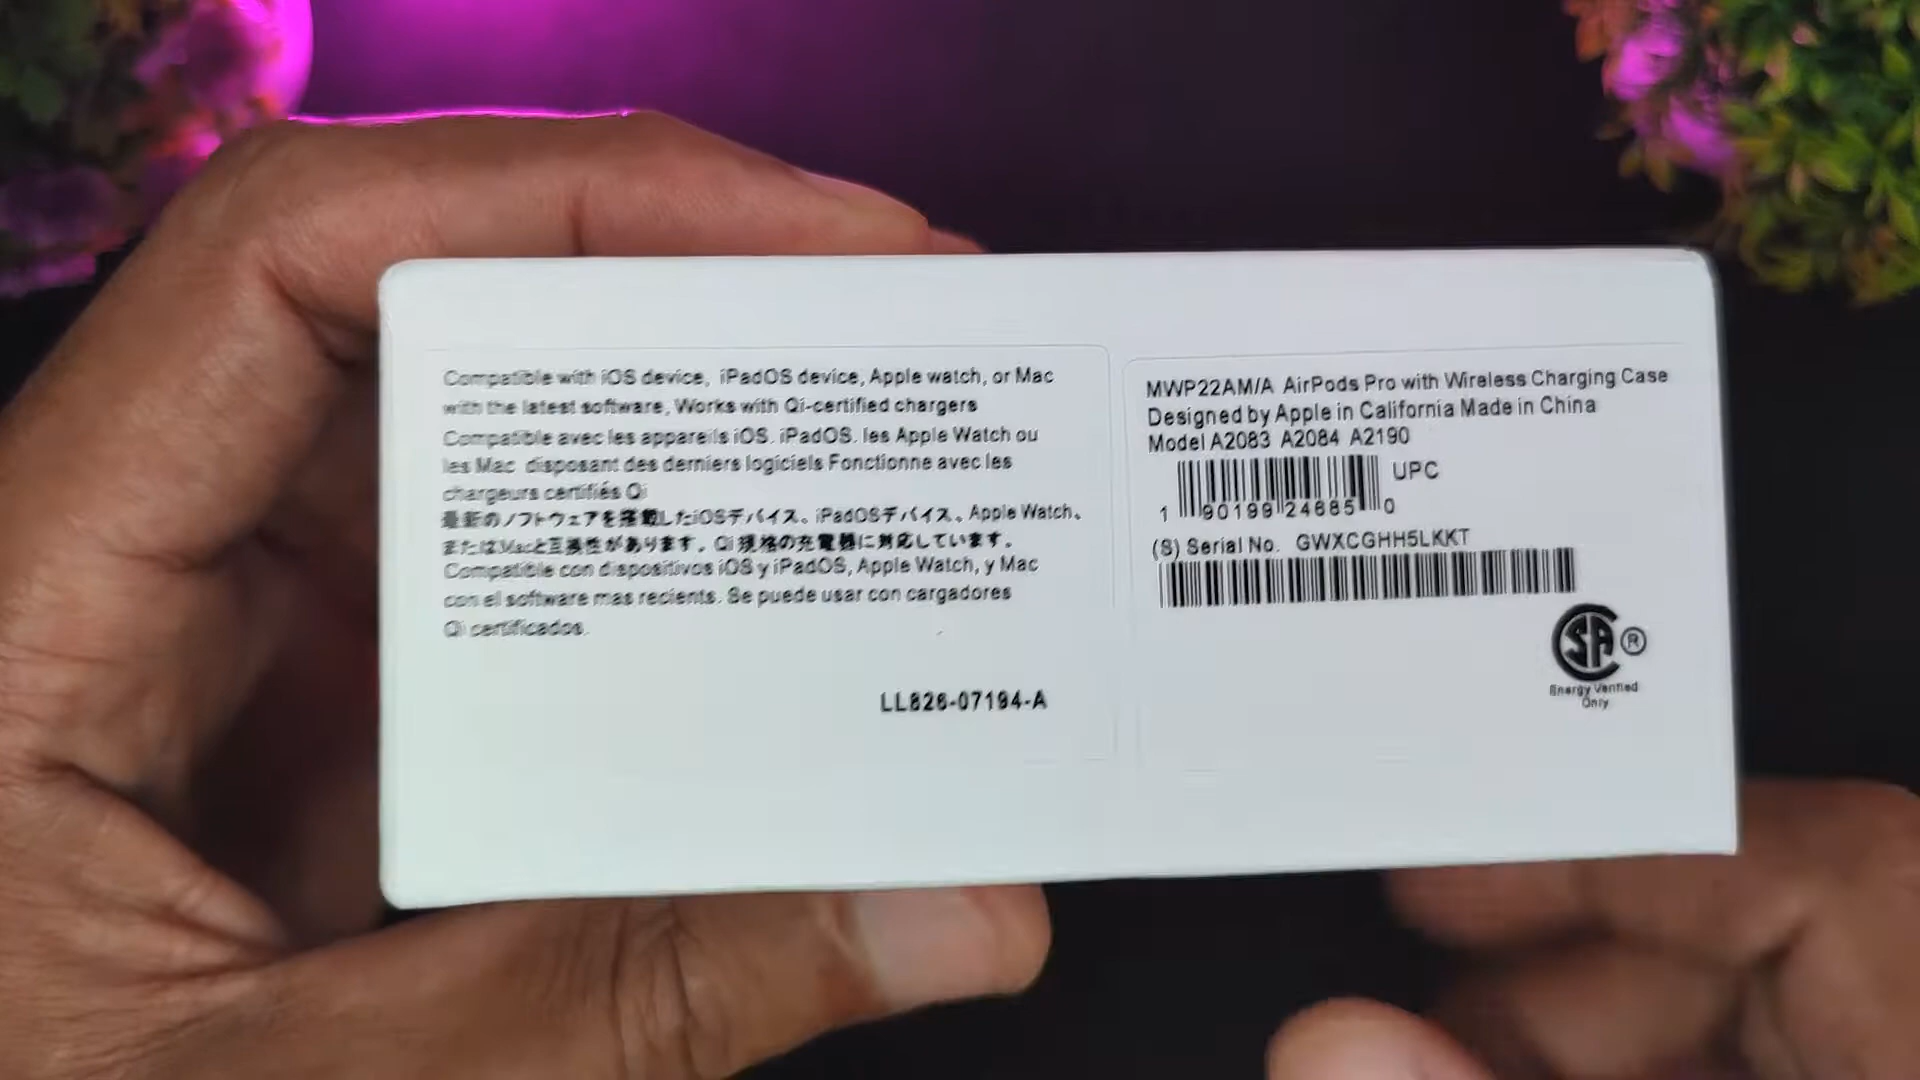 Compatible with iOS device, iPadOS device, Apple watch, or Mac
with the latest software, Works with Qi-certified chargers
Compatible avec les appareils iOS. iPadOS. les Apple Watch ou
les Mac disposant des derniers logiciels Fonctionne avec les
chargeurs certifiés Qi
最新のソフトウェアを搭載したiOSデバイス、iPadOSデバイス、Apple Watch、
またはMacと互換性があります。Qi規格の充電器に対応しています。
Compatible con dispositivos iOS y iPadOS, Apple Watch, y Mac
con el software mas recients. Se puede usar con cargadores
Qi certificados.
LL826-07194-A
MWP22AM/A AirPods Pro with Wireless Charging Case
Designed by Apple in California Made in China
Model A2083 A2084 A2190
UPC
1 90199 24685 0
(S) Serial No. GWXCGHH5LKKT
SA ®
Energy Verified
Only